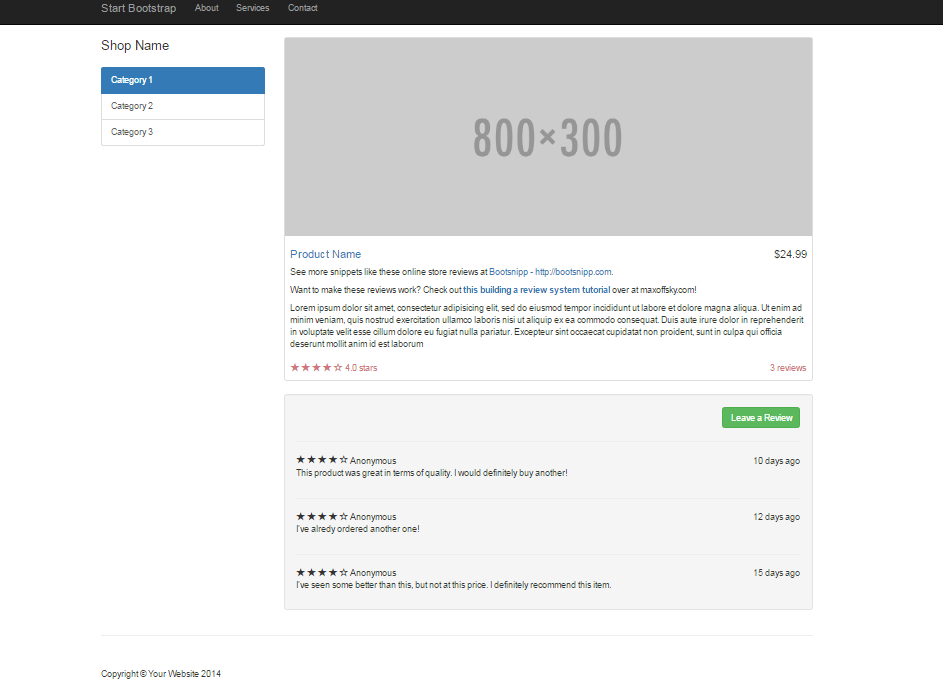 Start Bootstrap About Services Contact
Shop Name
Category 1
Category 2
Category 3
800×300
Product Name $24.99
See more snippets like these online store reviews at Bootsnipp - http://bootsnipp.com.
Want to make these reviews work? Check out this building a review system tutorial over at maxoffsky.com!
Lorem ipsum dolor sit amet, consectetur adipisicing elit, sed do eiusmod tempor incididunt ut labore et dolore magna aliqua. Ut enim ad
minim veniam, quis nostrud exercitation ullamco laboris nisi ut aliquip ex ea commodo consequat. Duis aute irure dolor in reprehenderit
in voluptate velit esse cillum dolore eu fugiat nulla pariatur. Excepteur sint occaecat cupidatat non proident, sunt in culpa qui officia
deserunt mollit anim id est laborum
★★★★☆ 4.0 stars 3 reviews
Leave a Review
★★★★☆ Anonymous 10 days ago
This product was great in terms of quality. I would definitely buy another!
★★★★☆ Anonymous 12 days ago
I've alredy ordered another one!
★★★★☆ Anonymous 15 days ago
I've seen some better than this, but not at this price. I definitely recommend this item.
Copyright © Your Website 2014